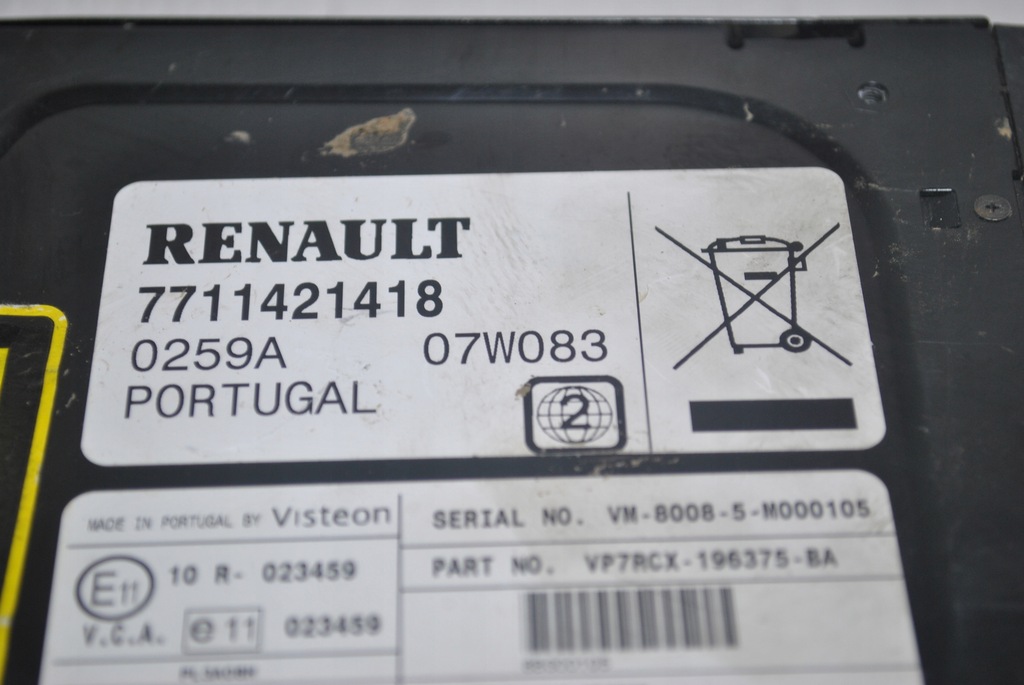 RENAULT
7711421418
0259A 07W083
PORTUGAL
2
MADE IN PORTUGAL BY Visteon
SERIAL NO. VM-8008-5-M000105
E11 10 R- 023459
PART NO. VP7RCX-196375-BA
V.C.A. e11 023459